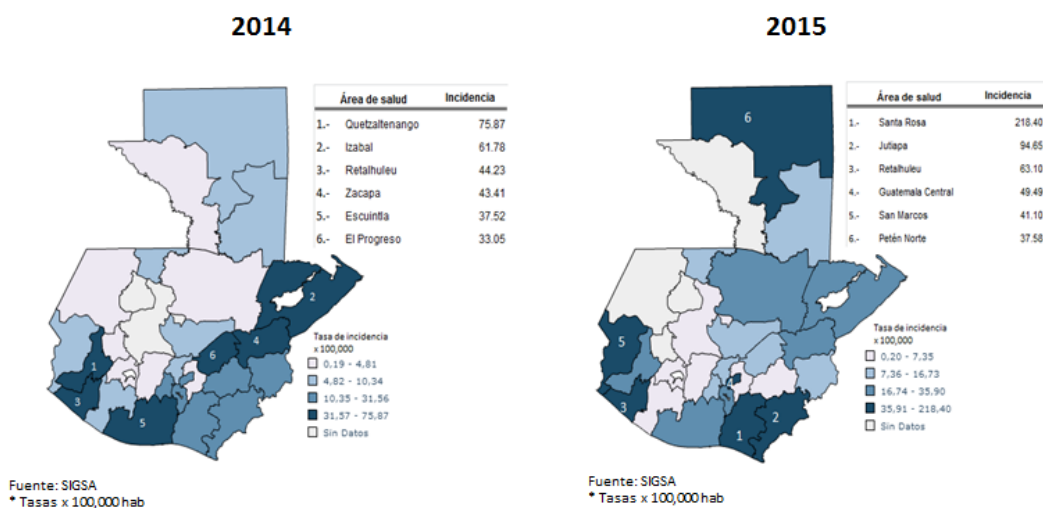 2014
Área de salud Incidencia
1.- Quetzaltenango 75.87
2.- Izabal 61.78
3.- Retalhuleu 44.23
4.- Zacapa 43.41
5.- Escuintla 37.52
6.- El Progreso 33.05
2
4
6
1
3
5
Tasa de incidencia
x 100,000
0,19 - 4,81
4,82 - 10,34
10,35 - 31,56
31,57 - 75,87
Sin Datos
Fuente: SIGSA
* Tasas x 100,000 hab
2015
Área de salud Incidencia
1.- Santa Rosa 218.40
2.- Jutiapa 94.65
3.- Retalhuleu 63.10
4.- Guatemala Central 49.49
5.- San Marcos 41.10
6.- Petén Norte 37.58
6
5
3
1
2
Tasa de incidencia
x 100,000
0,20 - 7,35
7,36 - 16,73
16,74 - 35,90
35,91 - 218,40
Sin Datos
Fuente: SIGSA
* Tasas x 100,000 hab